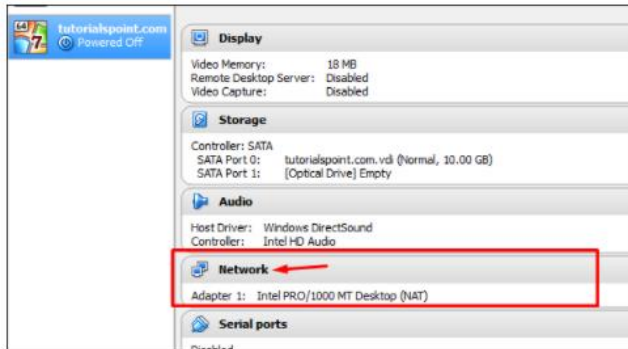 64
7
tutorialspoint.com
Powered Off
Display
Video Memory: 18 MB
Remote Desktop Server: Disabled
Video Capture: Disabled
Storage
Controller: SATA
SATA Port 0: tutorialspoint.com.vdi (Normal, 10.00 GB)
SATA Port 1: [Optical Drive] Empty
Audio
Host Driver: Windows DirectSound
Controller: Intel HD Audio
Network
Adapter 1: Intel PRO/1000 MT Desktop (NAT)
Serial ports